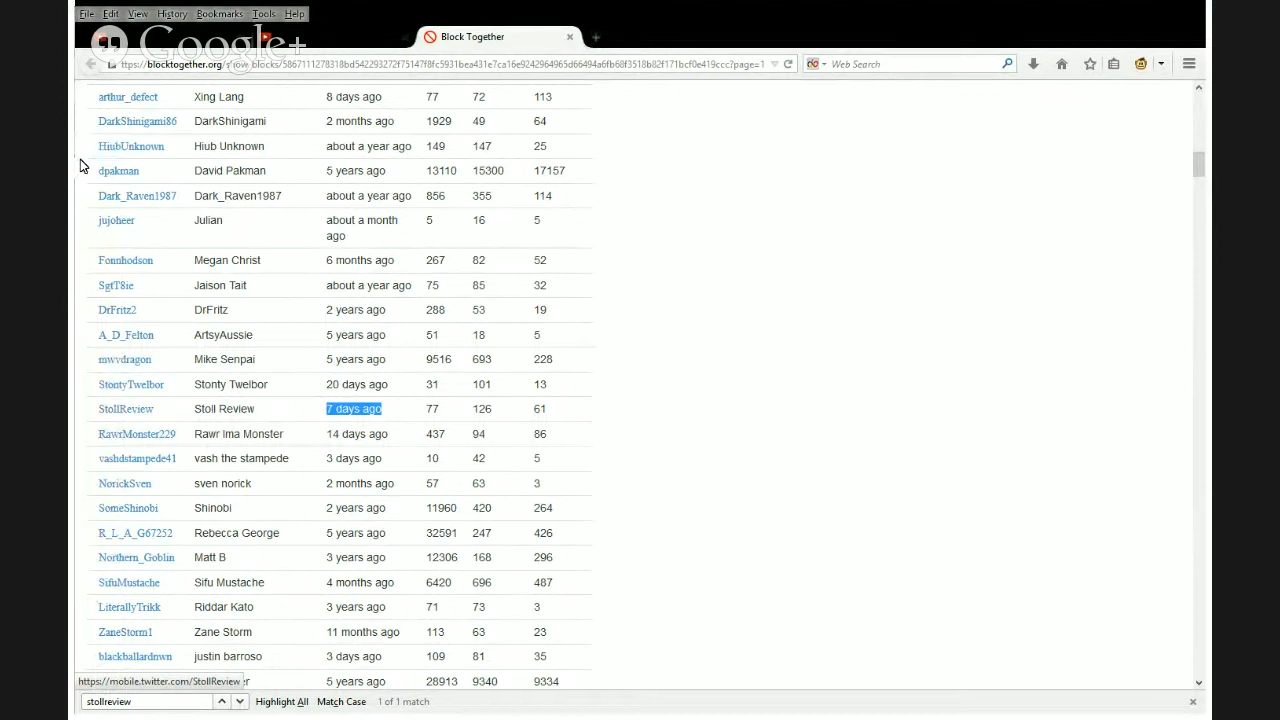 File Edit View History Bookmarks Tools Help
Google+
Block Together
blocktogether.org
Web Search
arthur_defect Xing Lang 8 days ago 77 72 113
DarkShinigami86 DarkShinigami 2 months ago 1929 49 64
HiubUnknown Hiub Unknown about a year ago 149 147 25
dpakman David Pakman 5 years ago 13110 15300 17157
Dark_Raven1987 Dark_Raven1987 about a year ago 856 355 114
jujoheer Julian about a month ago 5 16 5
Fonnhodson Megan Christ 6 months ago 267 82 52
SgtT8ie Jaison Tait about a year ago 75 85 32
DrFritz2 DrFritz 2 years ago 288 53 19
A_D_Felton ArtsyAussie 5 years ago 51 18 5
mwvdragon Mike Senpai 5 years ago 9516 693 228
StontyTwelbor Stonty Twelbor 20 days ago 31 101 13
StollReview Stoll Review 7 days ago 77 126 61
RawrMonster229 Rawr Ima Monster 14 days ago 437 94 86
vashdstampede41 vash the stampede 3 days ago 10 42 5
NorickSven sven norick 2 months ago 57 63 3
SomeShinobi Shinobi 2 years ago 11960 420 264
R_L_A_G67252 Rebecca George 5 years ago 32591 247 426
Northern_Goblin Matt B 3 years ago 12306 168 296
SifuMustache Sifu Mustache 4 months ago 6420 696 487
LiterallyTrikk Riddar Kato 3 years ago 71 73 3
ZaneStorm1 Zane Storm 11 months ago 113 63 23
blackballardnwn justin barroso 3 days ago 109 81 35
https://mobile.twitter.com/StollReview 5 years ago 28913 9340 9334
stollreview Highlight All Match Case 1 of 1 match